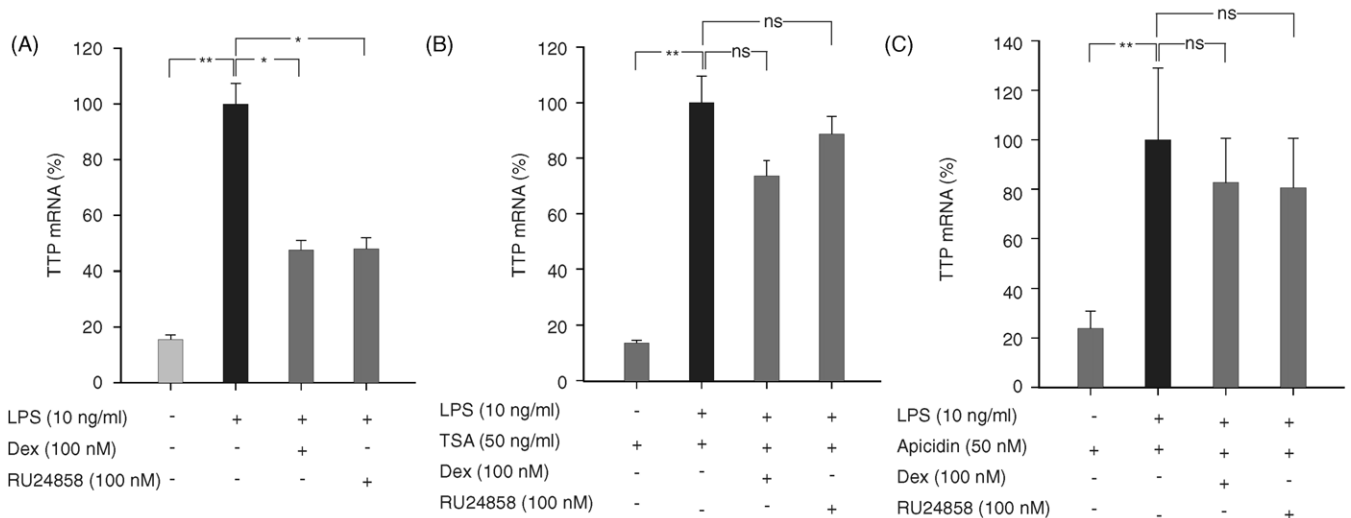 (A)
TTP mRNA (%)
120
100
80
60
40
20
0
** *
*
LPS (10 ng/ml) - + + +
Dex (100 nM) - - + -
RU24858 (100 nM) - - - +
(B)
TTP mRNA (%)
120
100
80
60
40
20
0
ns
** ns
LPS (10 ng/ml) - + + +
TSA (50 ng/ml) + + + +
Dex (100 nM) - - + -
RU24858 (100 nM) - - - +
(C)
TTP mRNA (%)
140
120
100
80
60
40
20
0
ns
** ns
LPS (10 ng/ml) - + + +
Apicidin (50 nM) + + + +
Dex (100 nM) - - + -
RU24858 (100 nM) - - - +